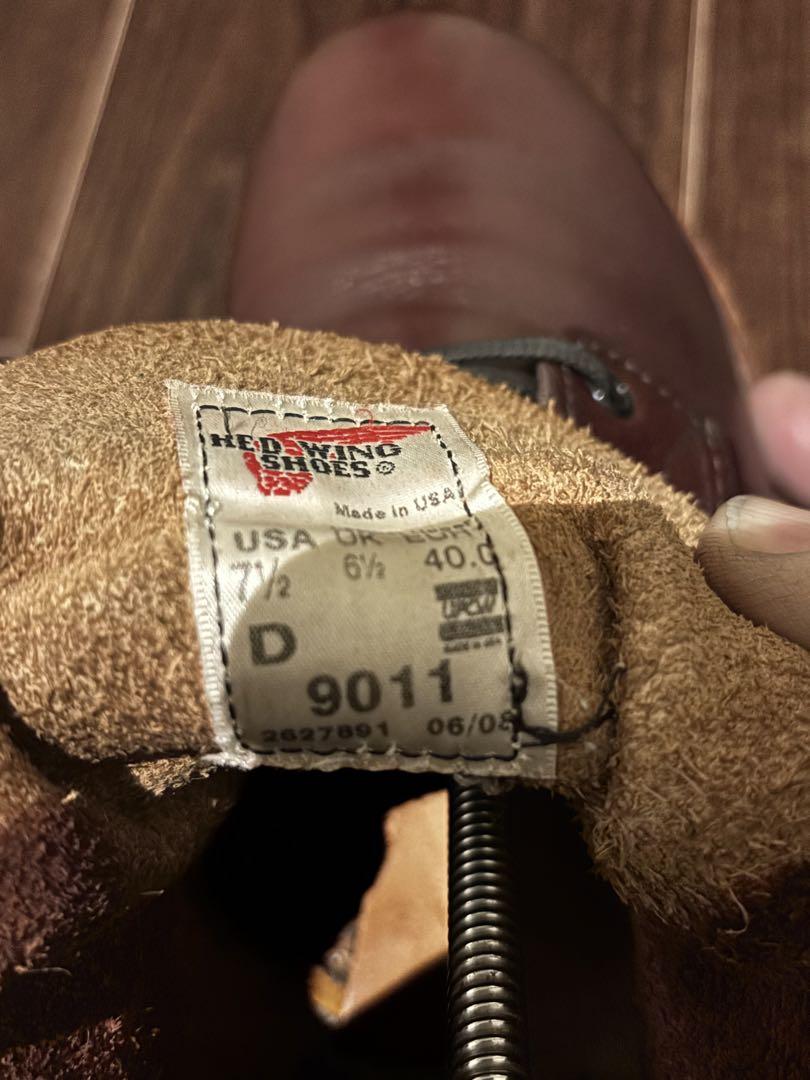 RED WING
SHOES®
Made in USA
USA UK EUR
7½ 6½ 40.0
D
UFCW
9011
2627891 06/08